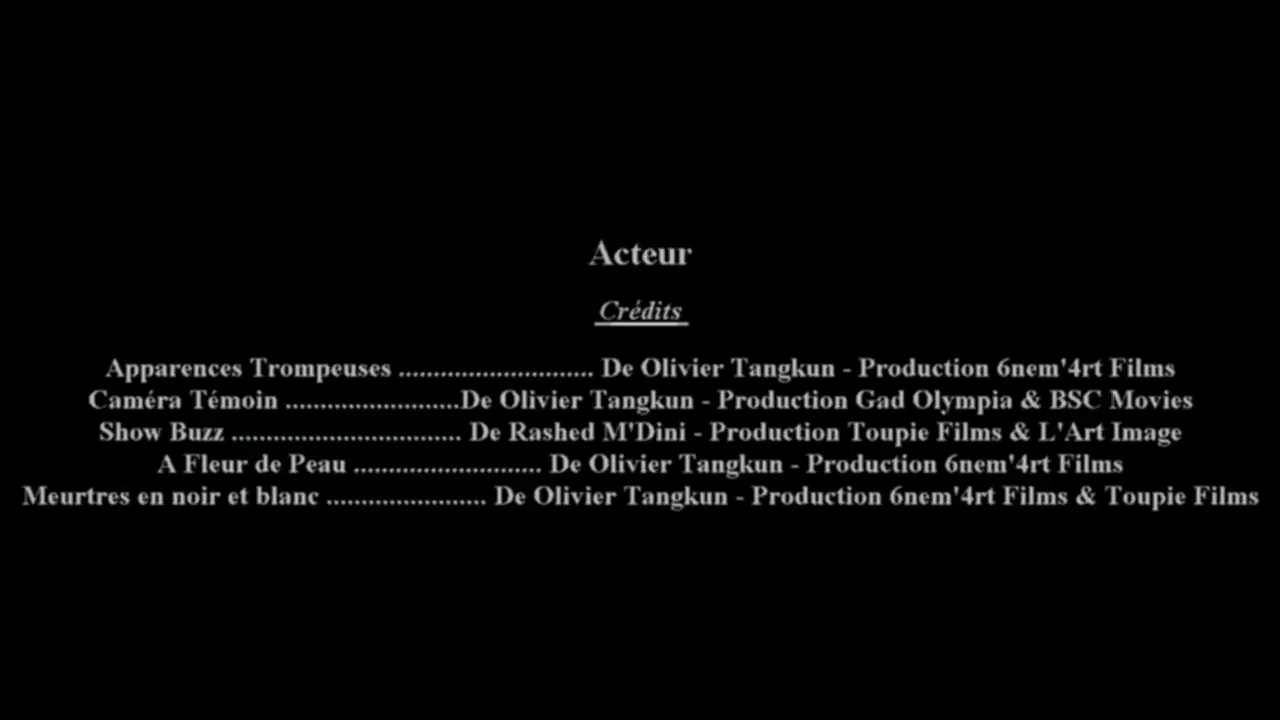 Acteur
Crédits
Apparences Trompeuses ............................ De Olivier Tangkun - Production 6nem'4rt Films
Caméra Témoin .........................De Olivier Tangkun - Production Gad Olympia & BSC Movies
Show Buzz ................................. De Rashed M'Dini - Production Toupie Films & L'Art Image
A Fleur de Peau ........................... De Olivier Tangkun - Production 6nem'4rt Films
Meurtres en noir et blanc ....................... De Olivier Tangkun - Production 6nem'4rt Films & Toupie Films